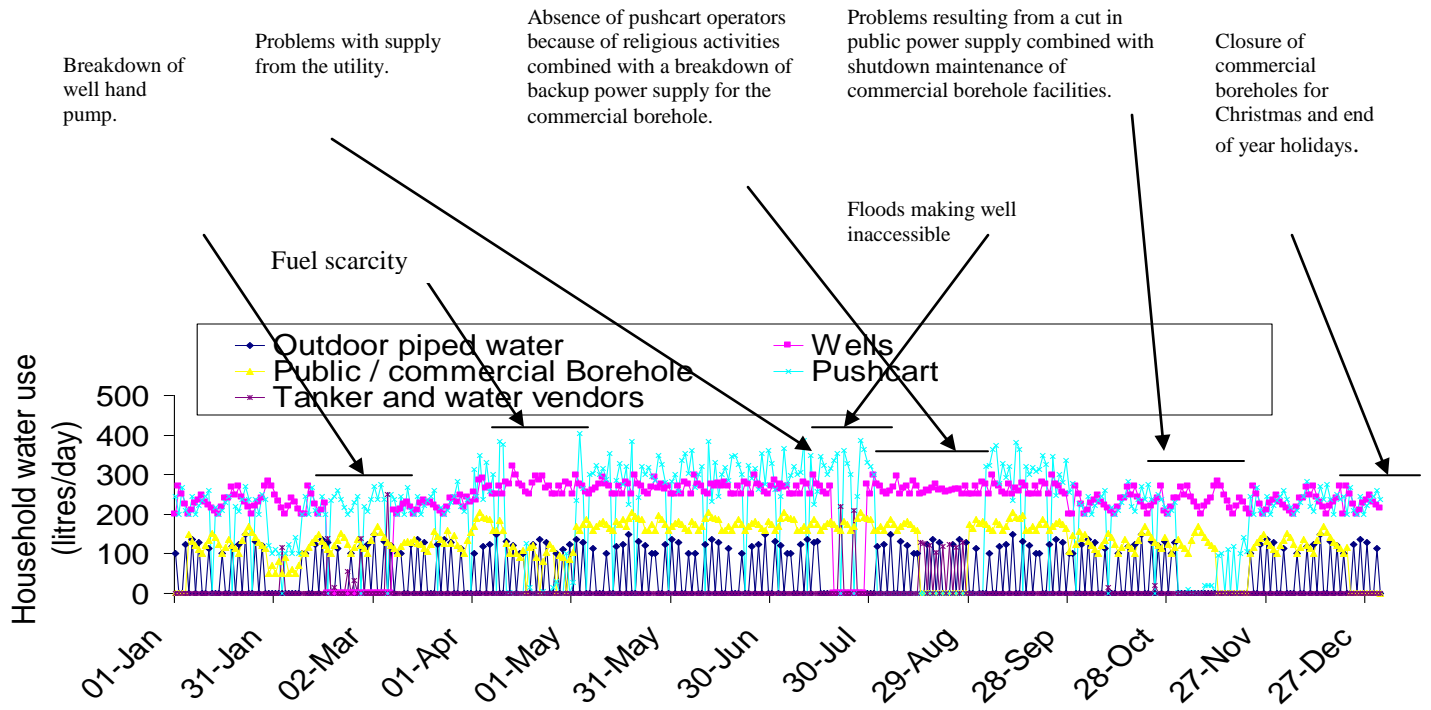 Breakdown of
well hand
pump.
Problems with supply
from the utility.
Absence of pushcart operators
because of religious activities
combined with a breakdown of
backup power supply for the
commercial borehole.
Problems resulting from a cut in
public power supply combined with
shutdown maintenance of
commercial borehole facilities.
Closure of
commercial
boreholes for
Christmas and end
of year holidays.
Floods making well
inaccessible
Fuel scarcity
Outdoor piped water
Wells
Public / commercial Borehole
Pushcart
Tanker and water vendors
Household water use
(litres/day)
500
400
300
200
100
0
01-Jan
31-Jan
02-Mar
01-Apr
01-May
31-May
30-Jun
30-Jul
29-Aug
28-Sep
28-Oct
27-Nov
27-Dec